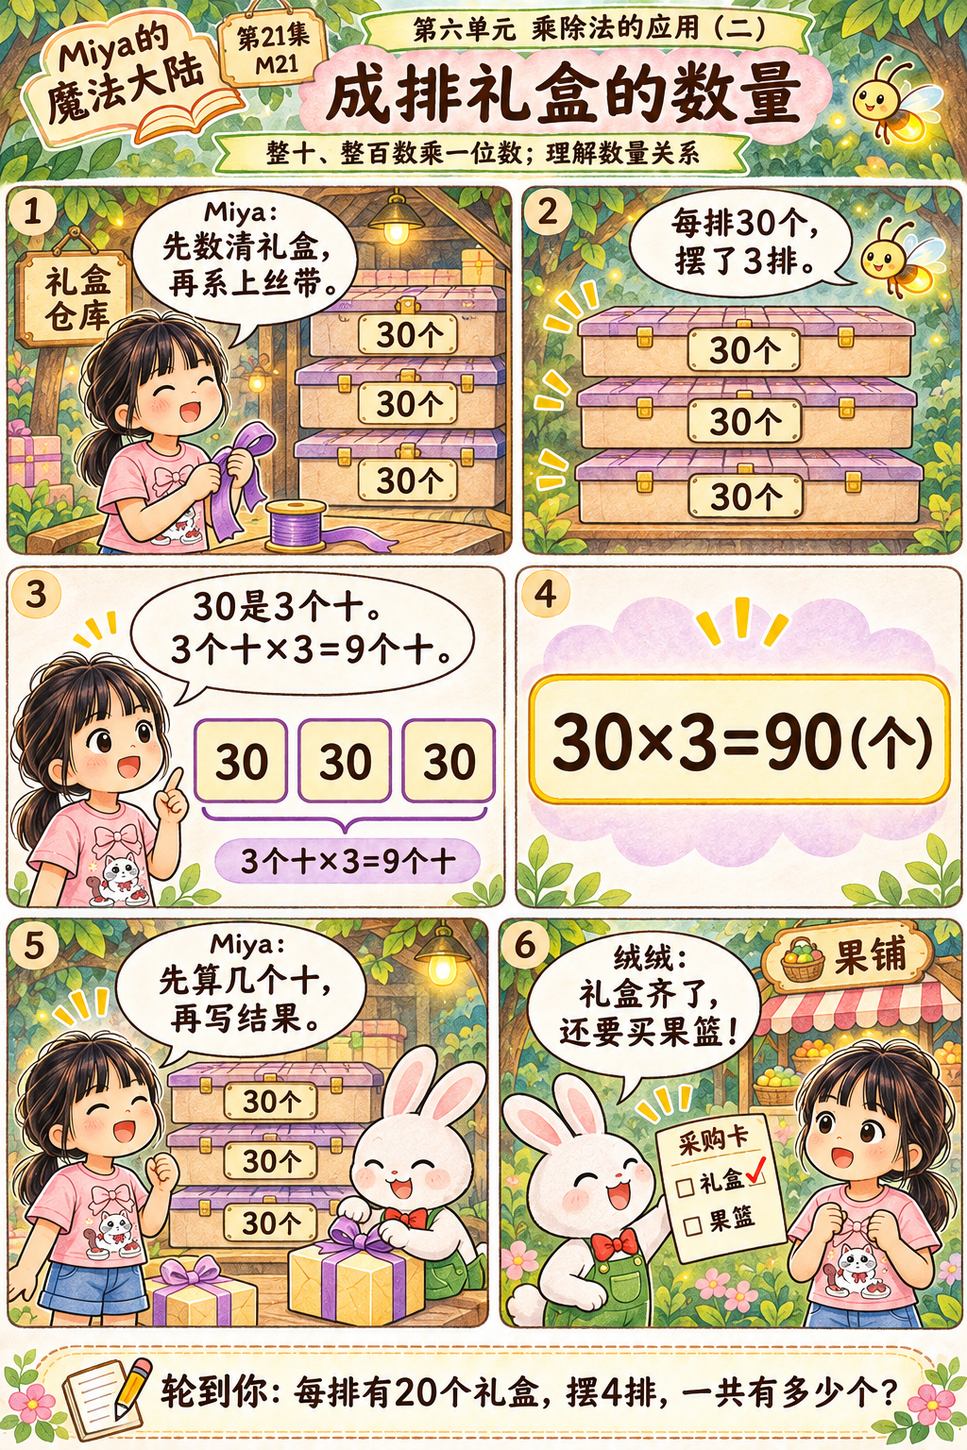 Miya的
魔法大陆
第21集
M21
第六单元 乘除法的应用（二）
成排礼盒的数量
整十、整百数乘一位数；理解数量关系
1
礼盒
仓库
Miya：
先数清礼盒，
再系上丝带。
30个
30个
30个
2
每排30个，
摆了3排。
30个
30个
30个
3
30是3个十。
3个十×3=9个十。
30 30 30
3个十×3=9个十
4
30×3=90(个)
5
Miya：
先算几个十，
再写结果。
30个
30个
30个
6
绒绒：
礼盒齐了，
还要买果篮！
果铺
采购卡
礼盒
果篮
轮到你：每排有20个礼盒，摆4排，一共有多少个？